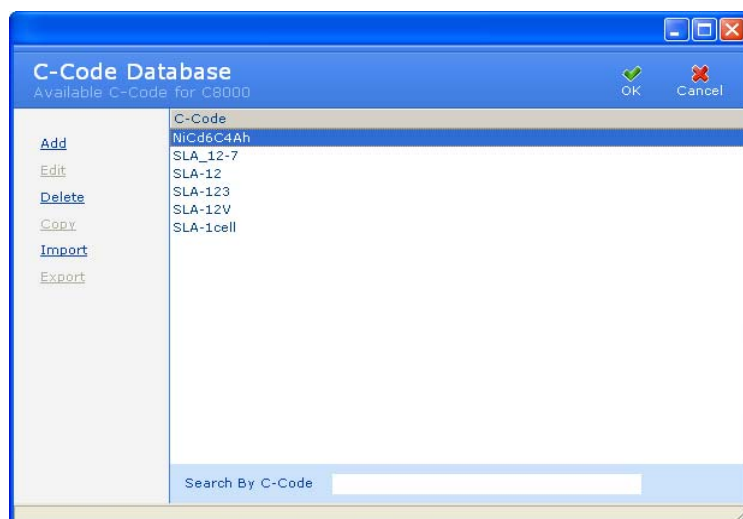 C-Code Database
Available C-Code for C8000
OK
Cancel
Add
Edit
Delete
Copy
Import
Export
C-Code
NiCd6C4Ah
SLA_12-7
SLA-12
SLA-123
SLA-12V
SLA-1cell
Search By C-Code